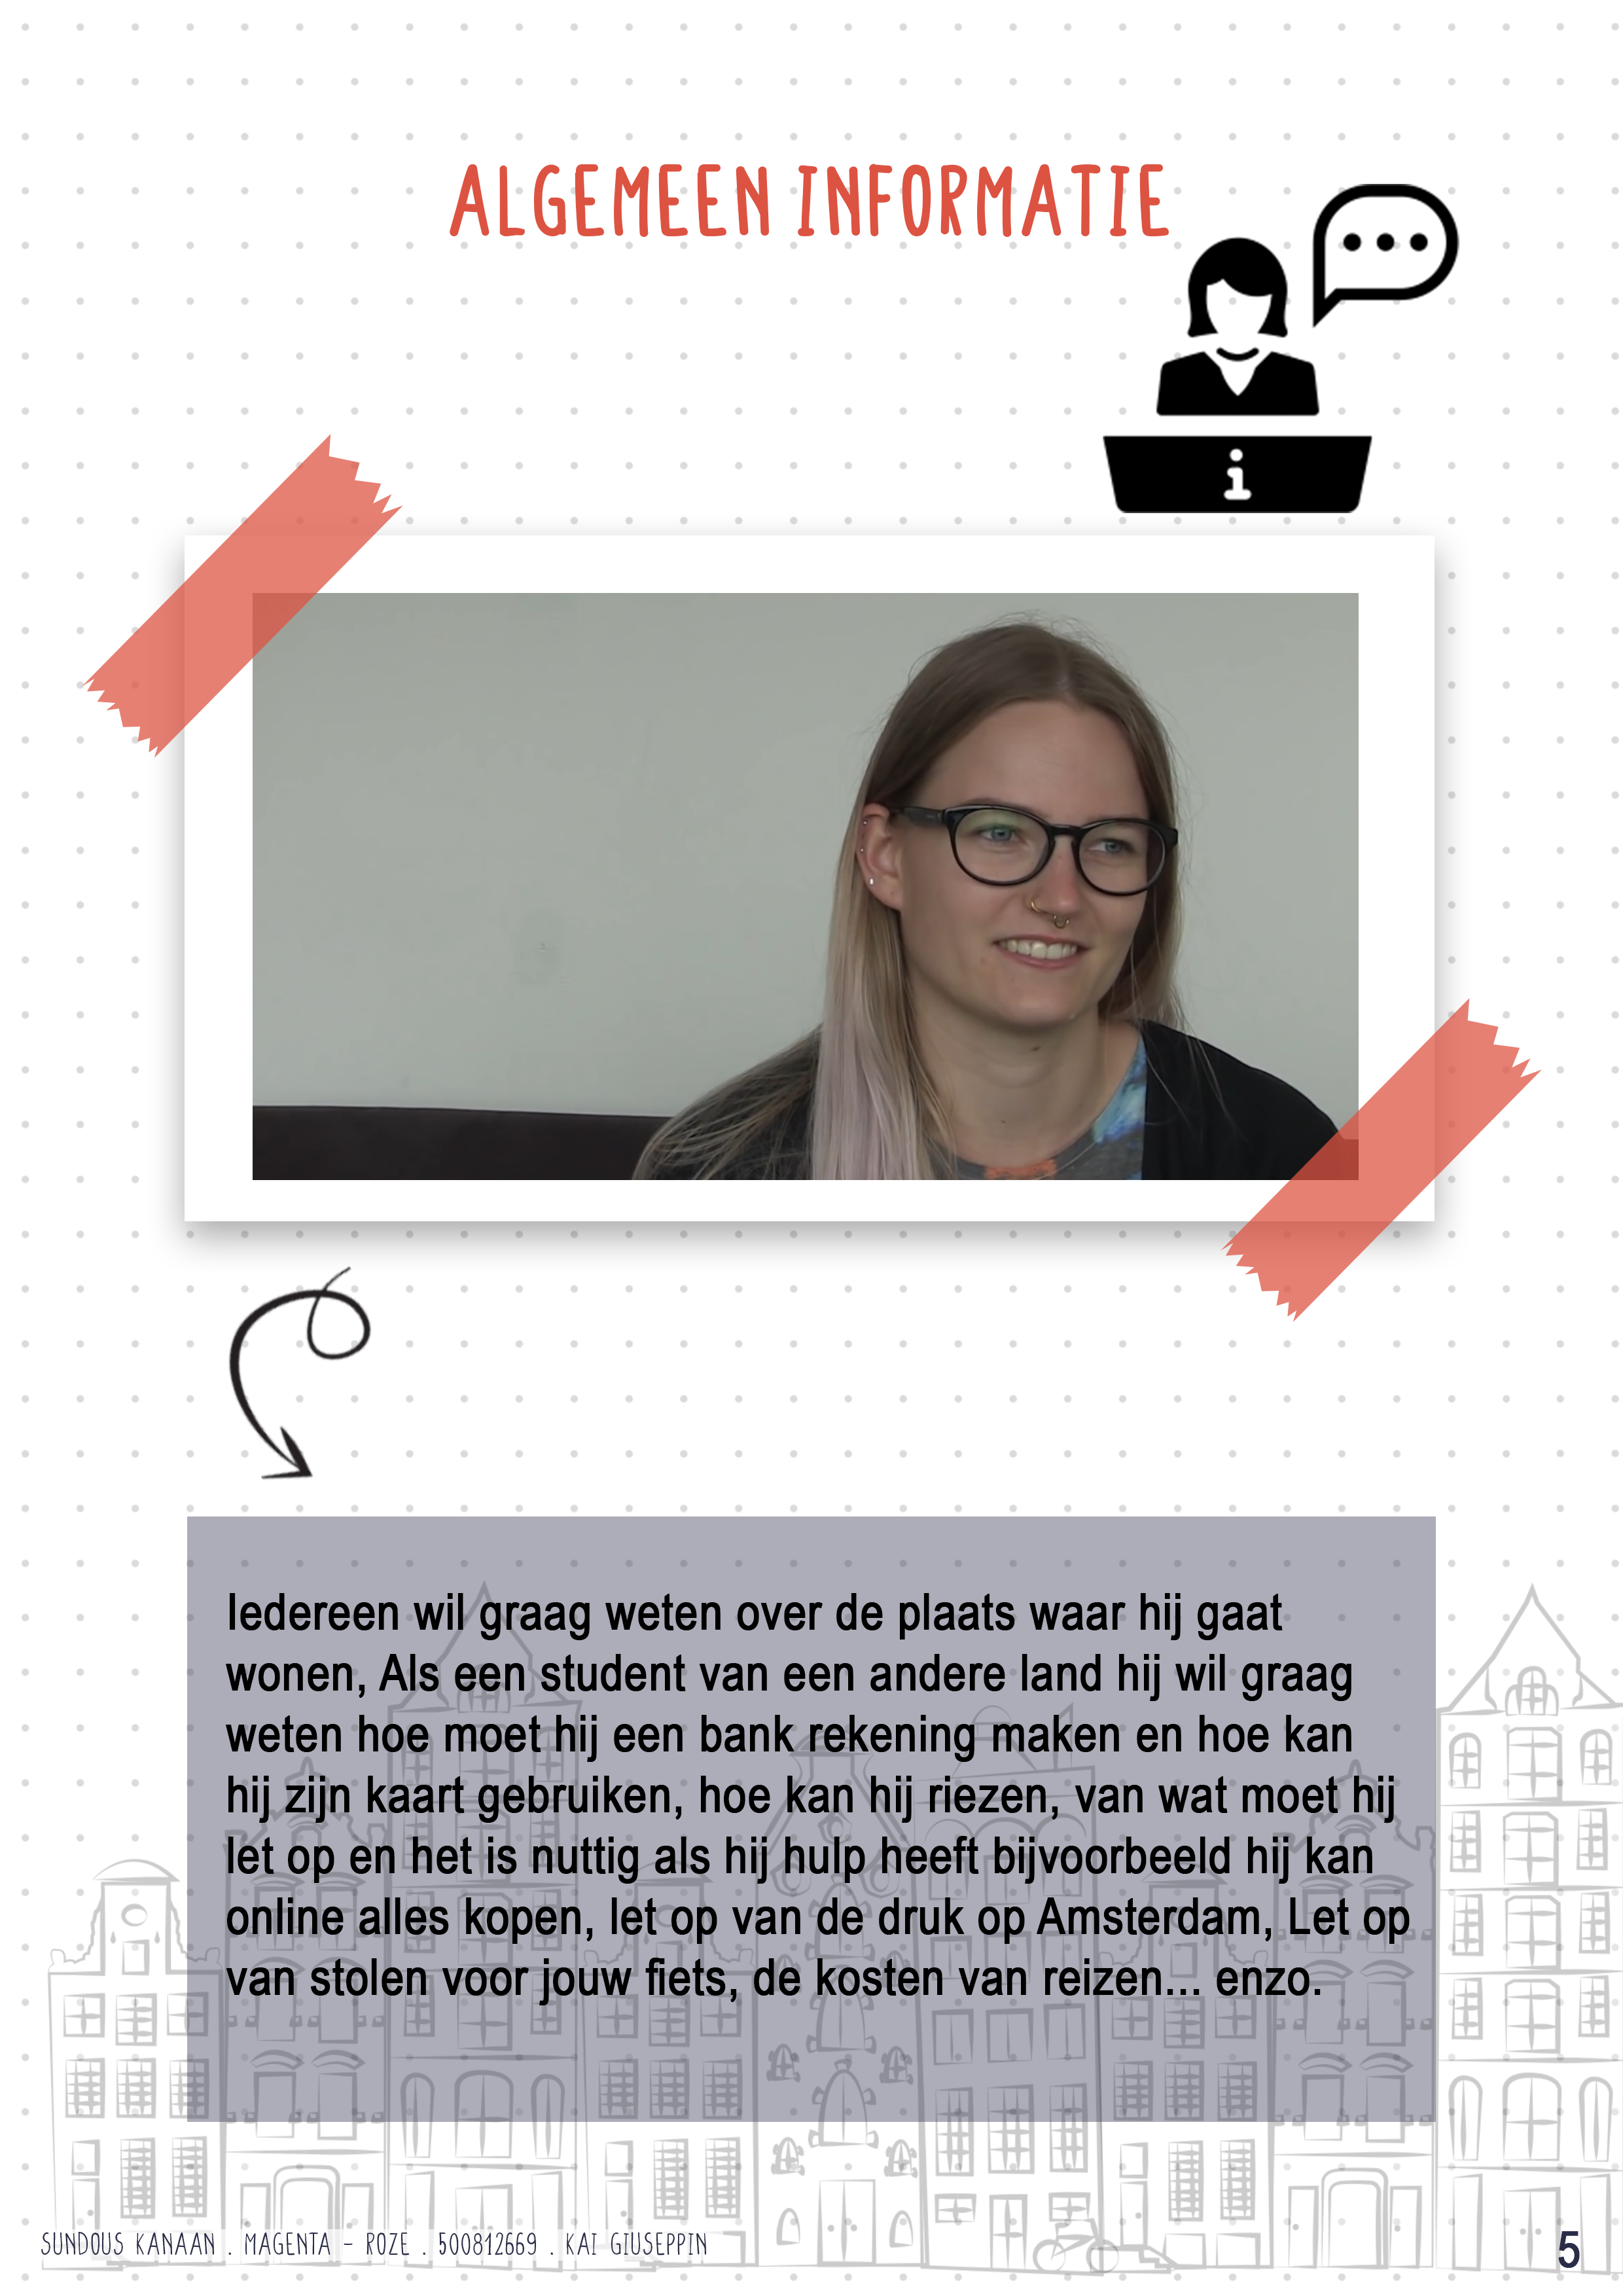 ALGEMEEN INFORMATIE
i
Iedereen wil graag weten over de plaats waar hij gaat
wonen, Als een student van een andere land hij wil graag
weten hoe moet hij een bank rekening maken en hoe kan
hij zijn kaart gebruiken, hoe kan hij riezen, van wat moet hij
let op en het is nuttig als hij hulp heeft bijvoorbeeld hij kan
online alles kopen, let op van de druk op Amsterdam, Let op
van stolen voor jouw fiets, de kosten van reizen... enzo.
SUNDOUS KANAAN . MAGENTA - ROZE . 500812669 . KAI GIUSEPPIN
5